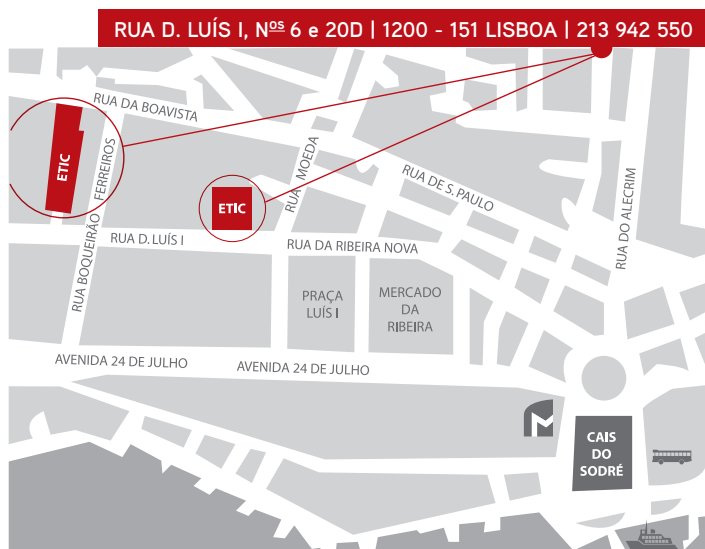 RUA D. LUÍS I, Nºˢ 6 e 20D | 1200 - 151 LISBOA | 213 942 550
RUA DA BOAVISTA
ETIC
RUA BOQUEIRÃO FERREIROS
RUA MOEDA
ETIC
RUA DE S. PAULO
RUA DO ALECRIM
RUA D. LUÍS I
RUA DA RIBEIRA NOVA
PRAÇA
LUÍS I
MERCADO
DA
RIBEIRA
AVENIDA 24 DE JULHO
AVENIDA 24 DE JULHO
CAIS
DO
SODRÉ